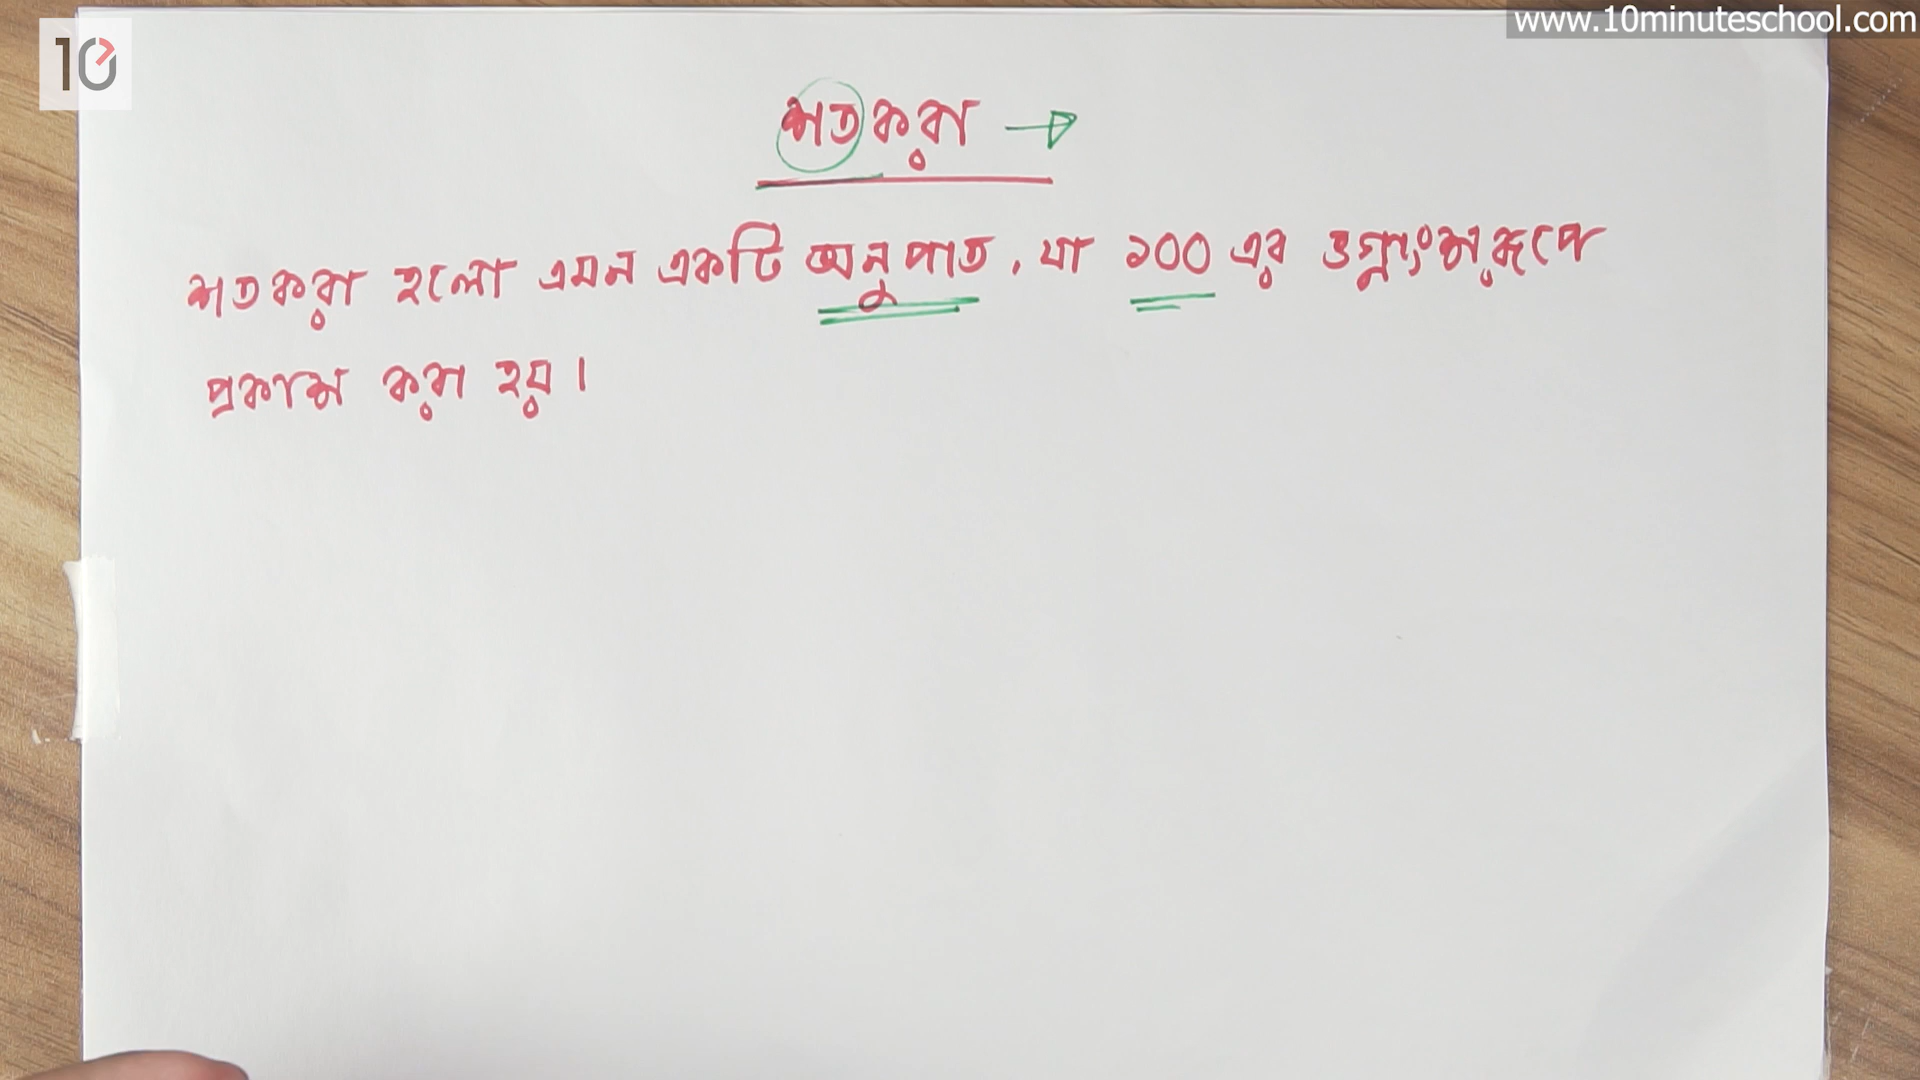 www.10minuteschool.com
10
শতকরা →
শতকরা হলো এমন একটি অনুপাত, যা ১০০ এর ভগ্নাংশরূপে
প্রকাশ করা হয়।